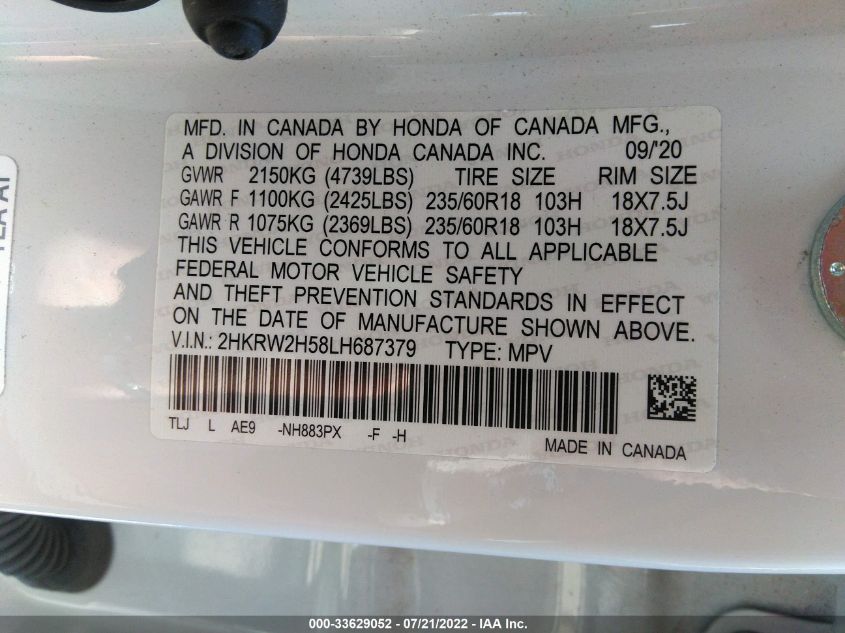 MFD. IN CANADA BY HONDA OF CANADA MFG.,
A DIVISION OF HONDA CANADA INC. 09/'20
GVWR 2150KG (4739LBS) TIRE SIZE RIM SIZE
GAWR F 1100KG (2425LBS) 235/60R18 103H 18X7.5J
GAWR R 1075KG (2369LBS) 235/60R18 103H 18X7.5J
THIS VEHICLE CONFORMS TO ALL APPLICABLE
FEDERAL MOTOR VEHICLE SAFETY
AND THEFT PREVENTION STANDARDS IN EFFECT
ON THE DATE OF MANUFACTURE SHOWN ABOVE.
V.I.N.: 2HKRW2H58LH687379 TYPE: MPV
TLJ L AE9 -NH883PX -F -H
MADE IN CANADA
000-33629052 - 07/21/2022 - IAA Inc.